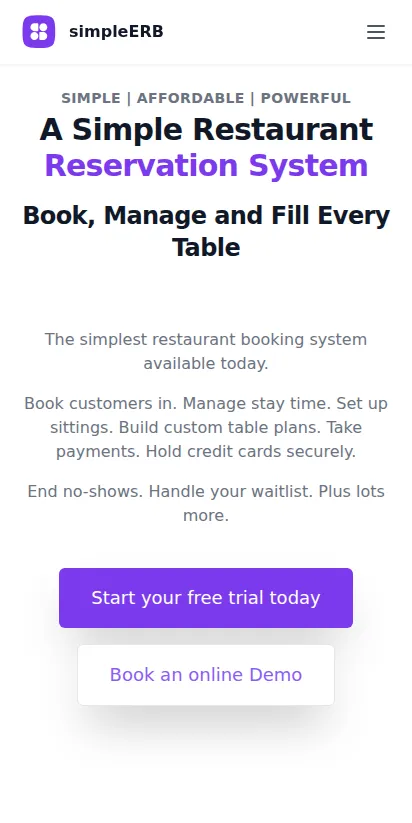 simpleERB
SIMPLE | AFFORDABLE | POWERFUL
A Simple Restaurant
Reservation System
Book, Manage and Fill Every
Table
The simplest restaurant booking system
available today.
Book customers in. Manage stay time. Set up
sittings. Build custom table plans. Take
payments. Hold credit cards securely.
End no-shows. Handle your waitlist. Plus lots
more.
Start your free trial today
Book an online Demo